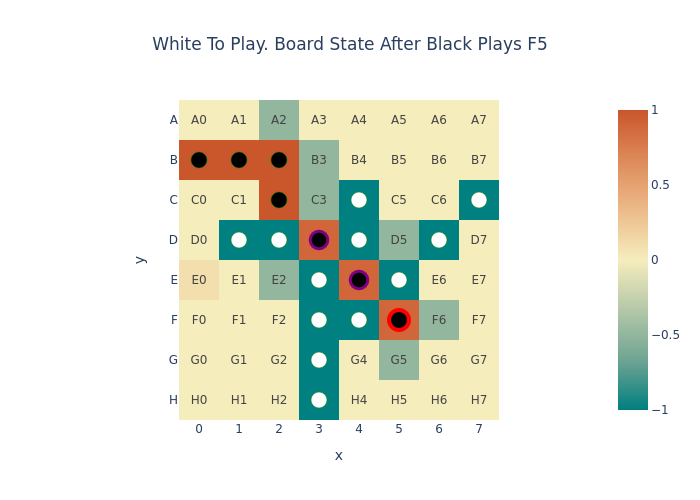 White To Play. Board State After Black Plays F5
A A0 A1 A2 A3 A4 A5 A6 A7
B B3 B4 B5 B6 B7
C C0 C1 C3 C5 C6
D D0 D5 D7
E E0 E1 E2 E6 E7
F F0 F1 F2 F6 F7
G G0 G1 G2 G4 G5 G6 G7
H H0 H1 H2 H4 H5 H6 H7
0 1 2 3 4 5 6 7
x
y
1
0.5
0
−0.5
−1